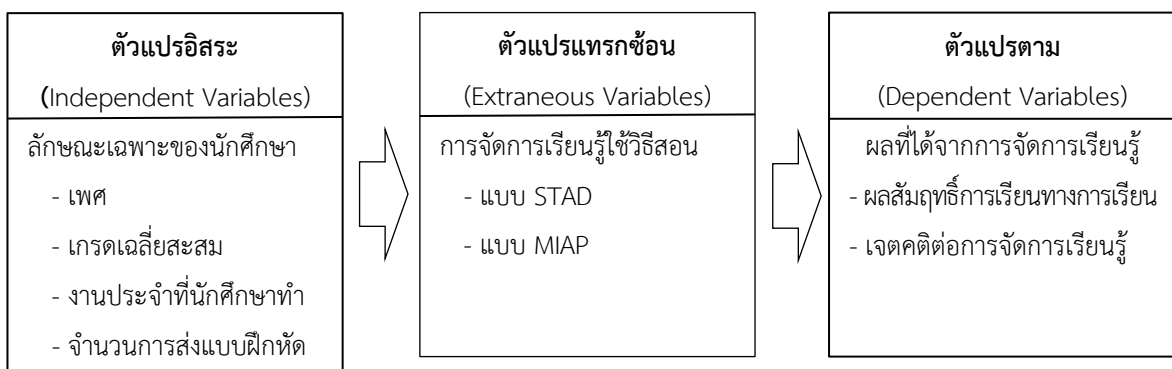 ตัวแปรอิสระ
(Independent Variables)
ลักษณะเฉพาะของนักศึกษา
- เพศ
- เกรดเฉลี่ยสะสม
- งานประจำที่นักศึกษาทำ
- จำนวนการส่งแบบฝึกหัด
ตัวแปรแทรกซ้อน
(Extraneous Variables)
การจัดการเรียนรู้ใช้วิธีสอน
- แบบ STAD
- แบบ MIAP
ตัวแปรตาม
(Dependent Variables)
ผลที่ได้จากการจัดการเรียนรู้
- ผลสัมฤทธิ์การเรียนทางการเรียน
- เจตคติต่อการจัดการเรียนรู้